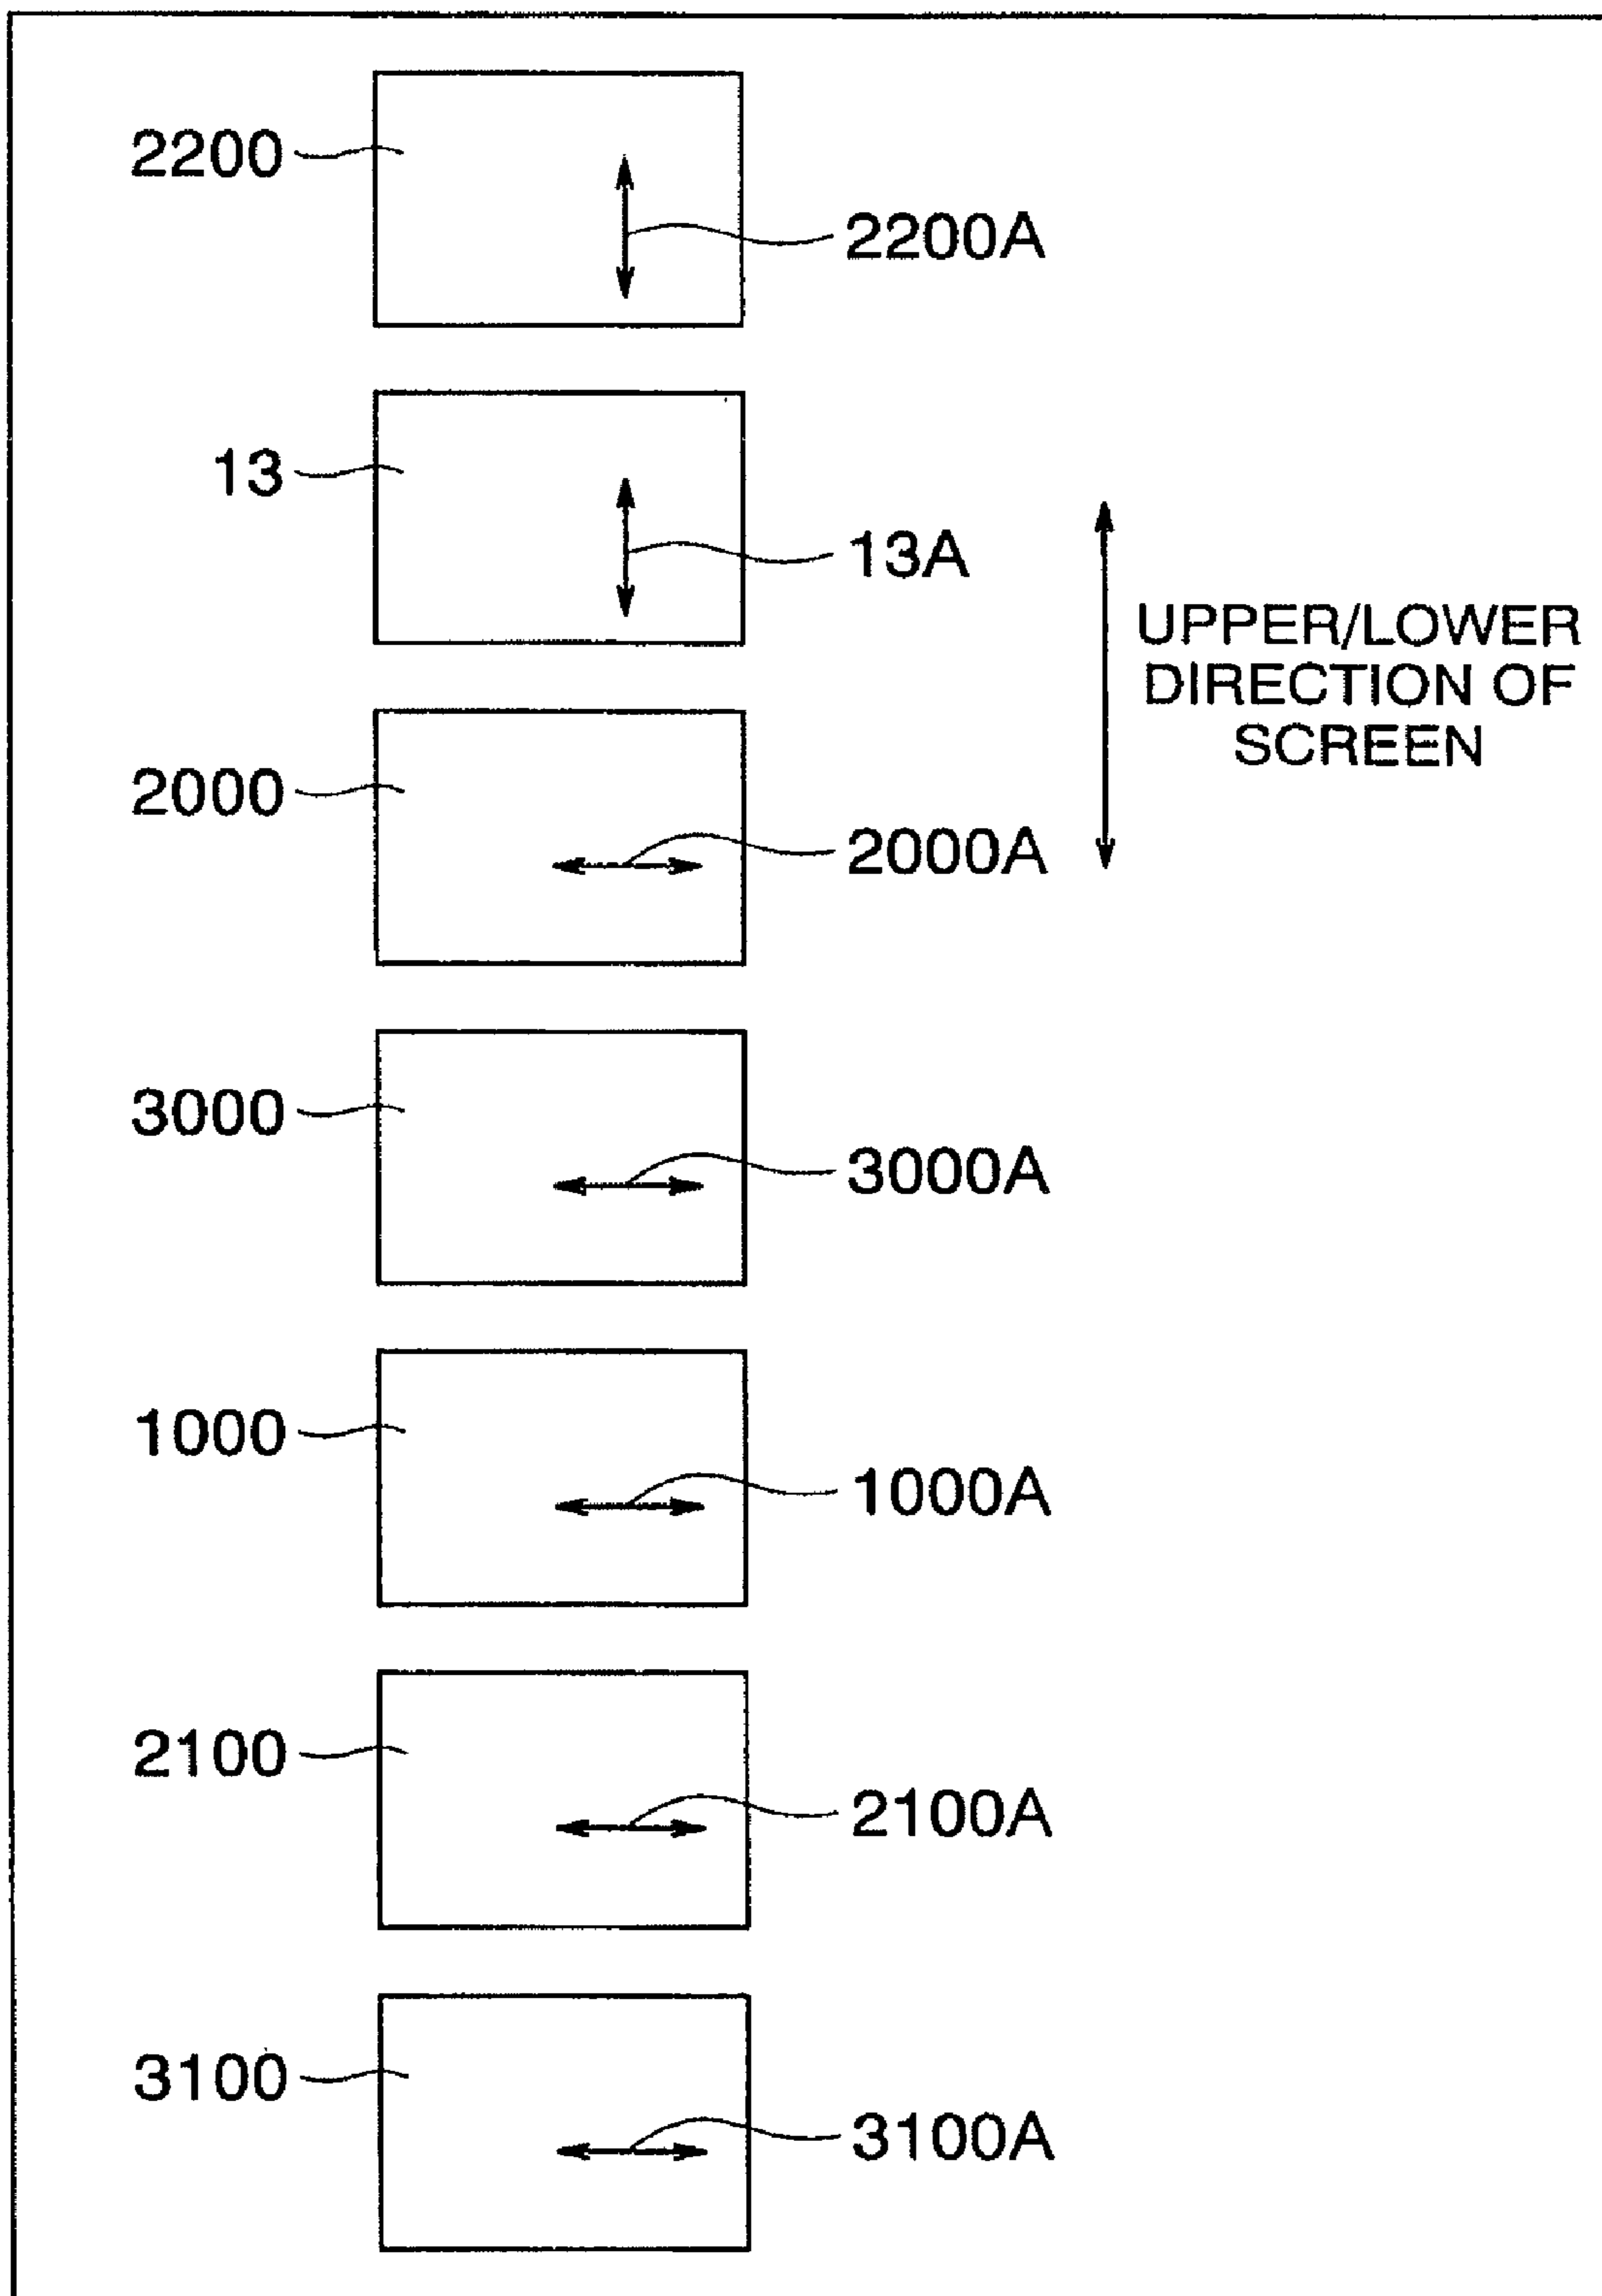 2200
2200A
13
13A
UPPER/LOWER
DIRECTION OF
SCREEN
2000
2000A
3000
3000A
1000
1000A
2100
2100A
3100
3100A